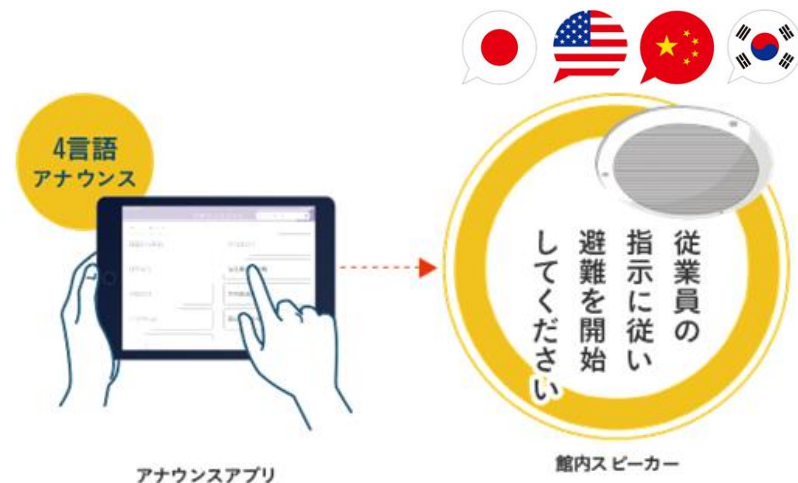 4言語
アナウンス
従業員の
指示に従い
避難を開始
してください
アナウンスアプリ
館内スピーカー